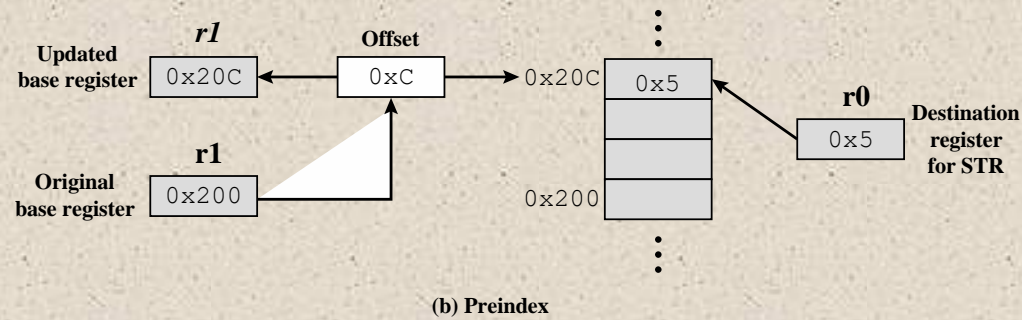 r1
Offset
Updated
base register
0x20C
0xC
0x20C
0x5
r0
0x5
Destination
register
for STR
r1
Original
base register
0x200
0x200
(b) Preindex